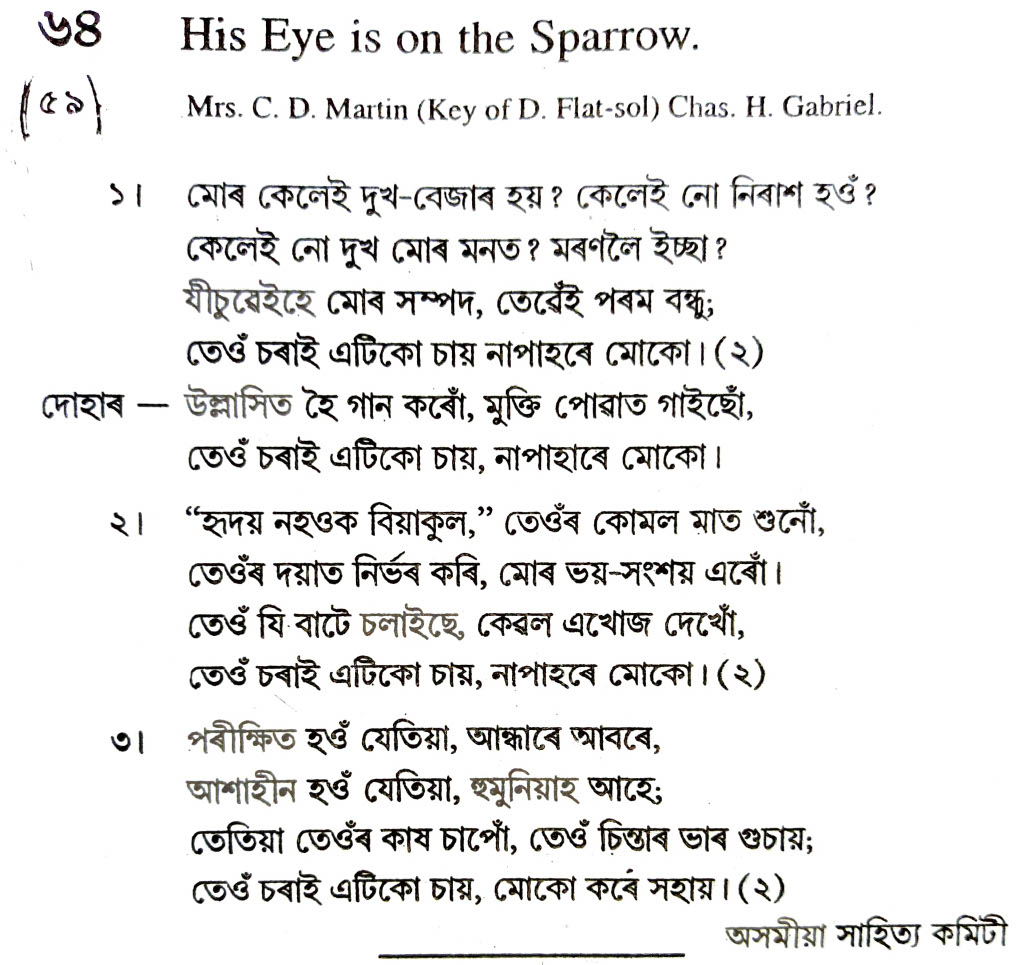 ৬৪ His Eye is on the Sparrow.
(৫৯) Mrs. C. D. Martin (Key of D. Flat-sol) Chas. H. Gabriel.
১। মোৰ কেলেই দুখ-বেজাৰ হয়? কেলেই নো নিৰাশ হওঁ?
কেলেই নো দুখ মোৰ মনত? মৰণলৈ ইচ্ছা?
যীচুৱেইহে মোৰ সম্পদ, তেৱেঁই পৰম বন্ধু;
তেওঁ চৰাই এটিকো চায় নাপাহৰে মোকো। (২)
দোহাৰ — উল্লাসিত হৈ গান কৰোঁ, মুক্তি পোৱাত গাইছোঁ,
তেওঁ চৰাই এটিকো চায়, নাপাহাৰে মোকো।
২। “হৃদয় নহওক বিয়াকুল,” তেওঁৰ কোমল মাত শুনোঁ,
তেওঁৰ দয়াত নিৰ্ভৰ কৰি, মোৰ ভয়-সংশয় এৰোঁ।
তেওঁ যি বাটে চলাইছে, কেৱল এখোজ দেখোঁ,
তেওঁ চৰাই এটিকো চায়, নাপাহৰে মোকো। (২)
৩। পৰীক্ষিত হওঁ যেতিয়া, আন্ধাৰে আবৰে,
আশাহীন হওঁ যেতিয়া, হুমুনিয়াহ আহে;
তেতিয়া তেওঁৰ কাষ চাপোঁ, তেওঁ চিন্তাৰ ভাৰ গুচায়;
তেওঁ চৰাই এটিকো চায়, মোকো কৰে সহায়। (২)
অসমীয়া সাহিত্য কমিটী